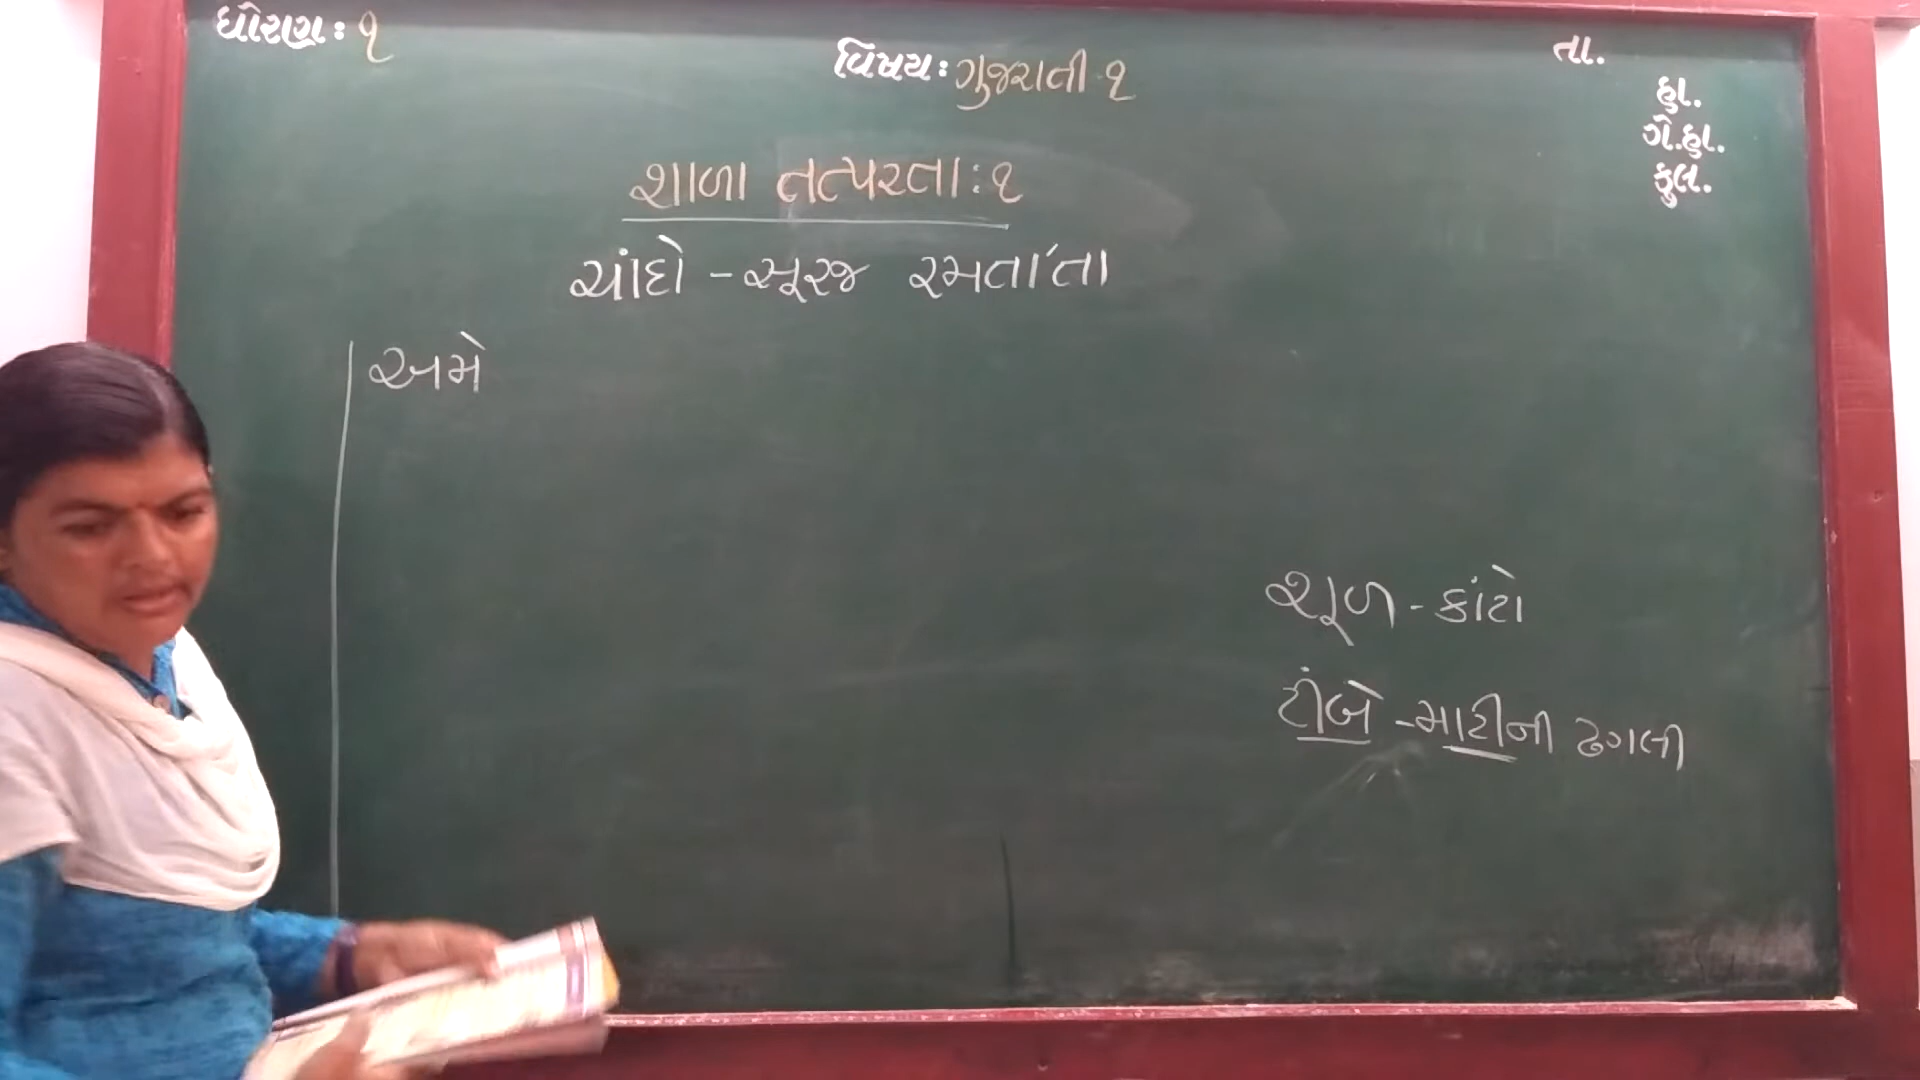 ધોરણ: ૧
વિષય: ગુજરાતી-૧
તા.
હા.
ગે.હા.
કુલ.
શાળા તત્પરતા: ૧
ચાંદો - સૂરજ રમતા'તા
અમે
શૂળ - કાંટો
ટીંબે - માટીની ઢગલી